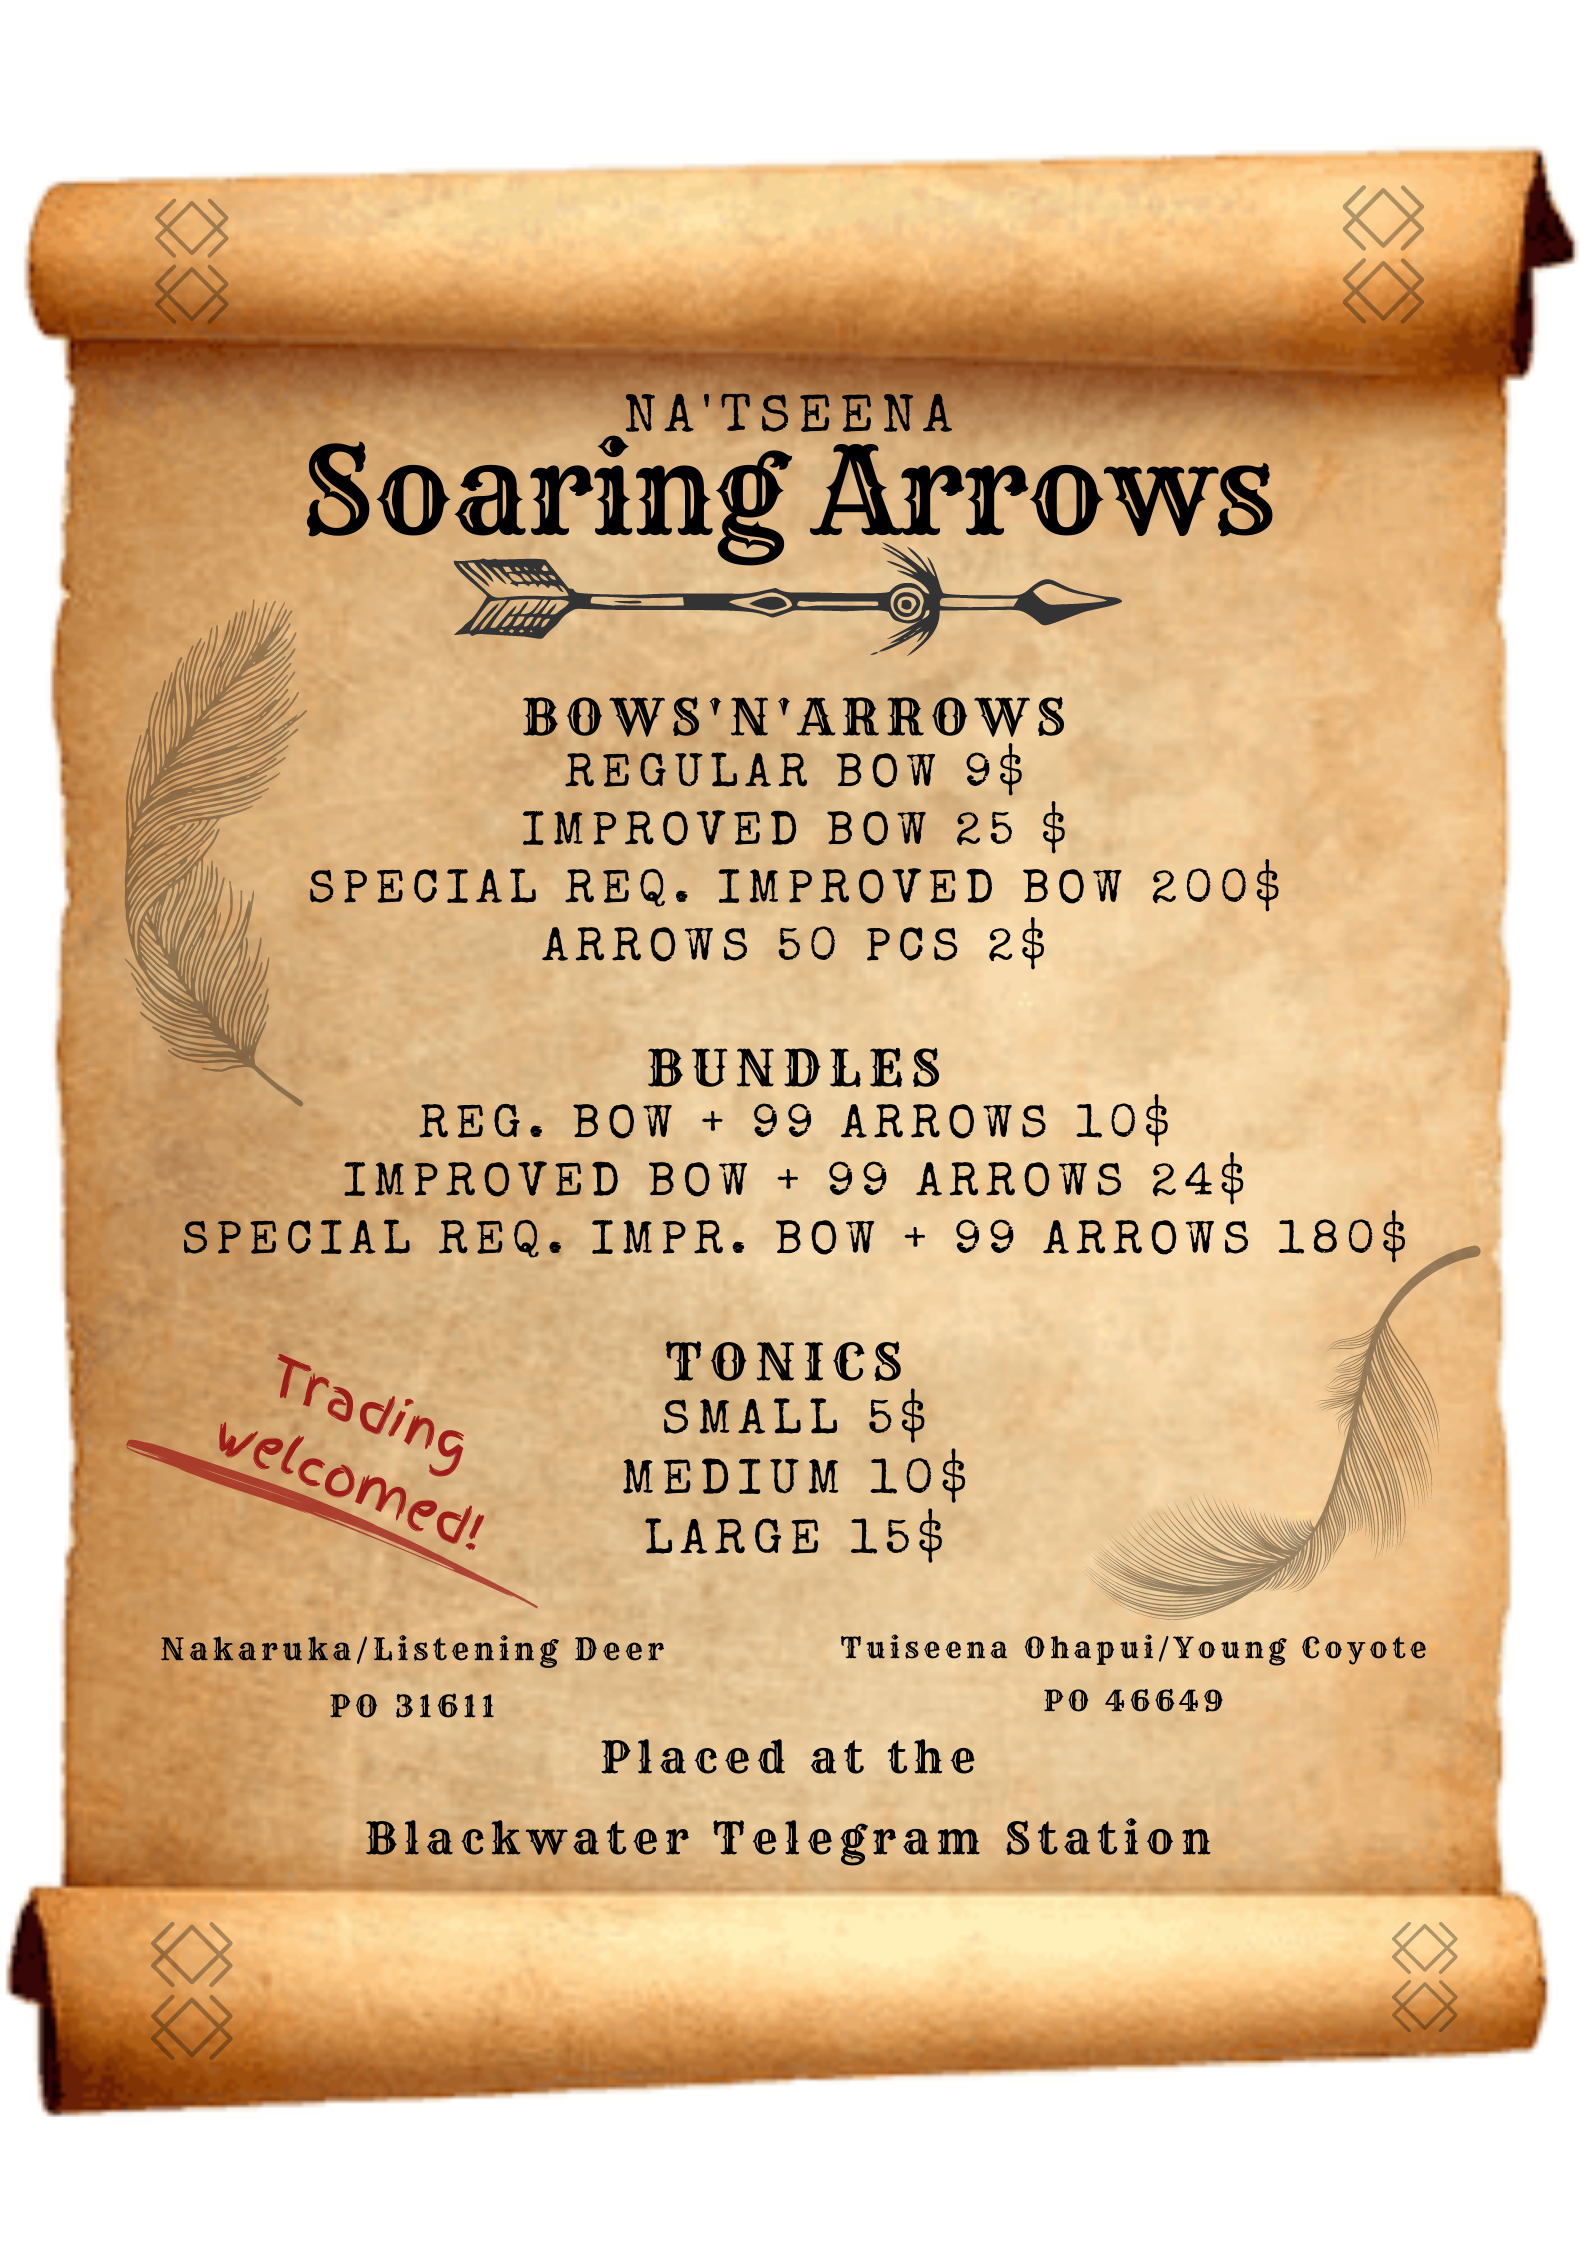 NA'TSEENA
Soaring Arrows
BOWS'N'ARROWS
REGULAR BOW 9$
IMPROVED BOW 25 $
SPECIAL REQ. IMPROVED BOW 200$
ARROWS 50 PCS 2$
BUNDLES
REG. BOW + 99 ARROWS 10$
IMPROVED BOW + 99 ARROWS 24$
SPECIAL REQ. IMPR. BOW + 99 ARROWS 180$
TONICS
SMALL 5$
MEDIUM 10$
LARGE 15$
Trading
welcomed!
Nakaruka/Listening Deer
PO 31611
Tuiseena Ohapui/Young Coyote
PO 46649
Placed at the
Blackwater Telegram Station